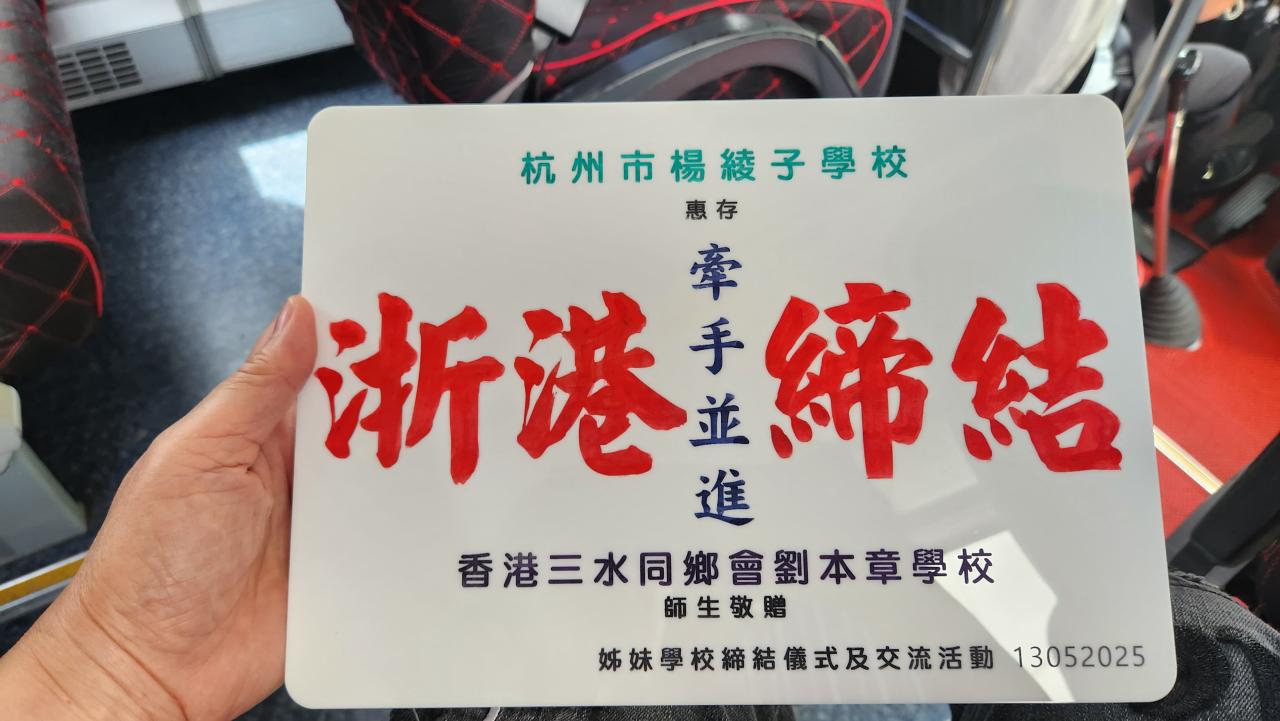 杭州市楊綾子學校
惠存
浙港締結
牽手並進
香港三水同鄉會劉本章學校
師生敬贈
姊妹學校締結儀式及交流活動 13052025